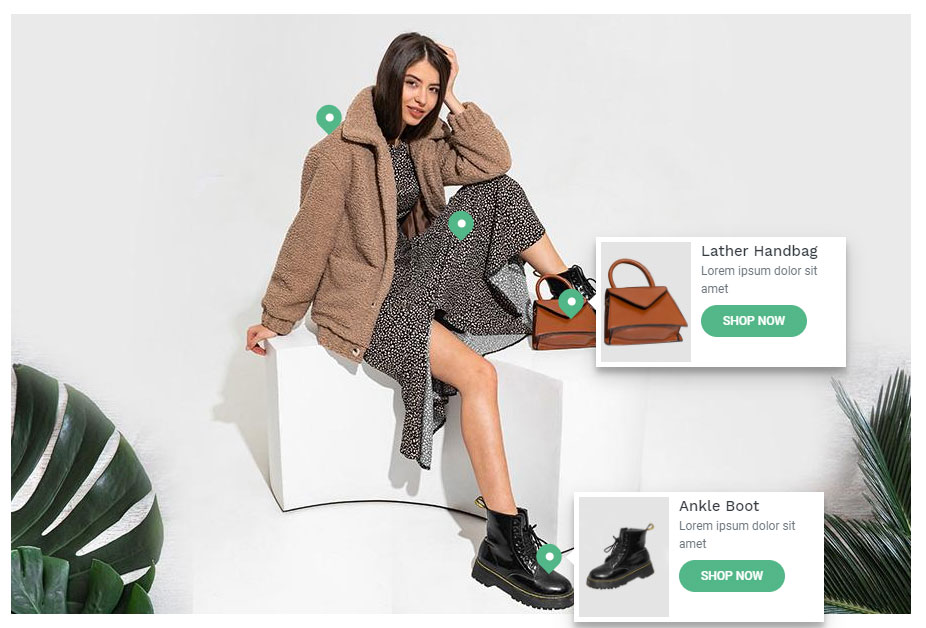 Lather Handbag
Lorem ipsum dolor sit
amet
SHOP NOW
Ankle Boot
Lorem ipsum dolor sit
amet
SHOP NOW